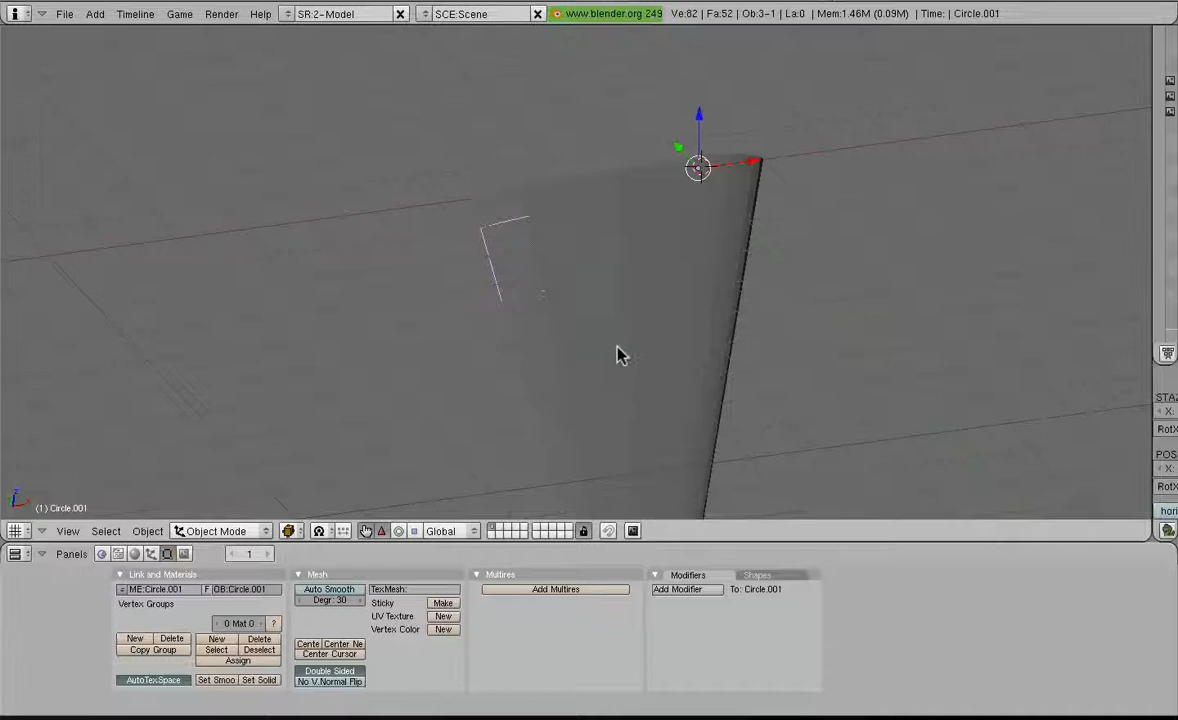 File Add Timeline Game Render Help SR:2-Model SCE:Scene www.blender.org 249 Ve:82 | Fa:52 | Ob:3-1 | La:0 | Mem:1.46M (0.09M) | Time: | Circle.001
STA
X:
RotX
POS
X:
RotX
hori
(1) Circle.001
View Select Object Object Mode Global
Panels 1
Link and Materials
ME:Circle.001 F OB:Circle.001
Vertex Groups
0 Mat 0 ?
New Delete New Delete
Copy Group Select Deselect
Assign
AutoTexSpace Set Smoo Set Solid
Mesh
Auto Smooth TexMesh:
Degr: 30 Sticky Make
UV Texture New
Vertex Color New
Cente Center Ne
Center Cursor
Double Sided
No V.Normal Flip
Multires
Add Multires
Modifiers Shapes
Add Modifier To: Circle.001